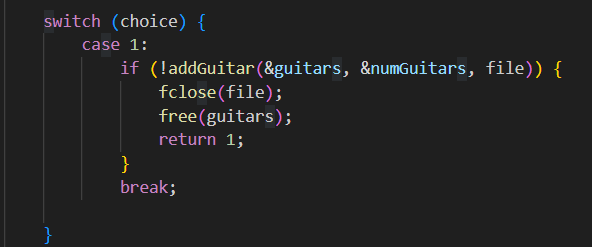 switch (choice) {
    case 1:
        if (!addGuitar(&guitars, &numGuitars, file)) {
            fclose(file);
            free(guitars);
            return 1;
        }
        break;
}